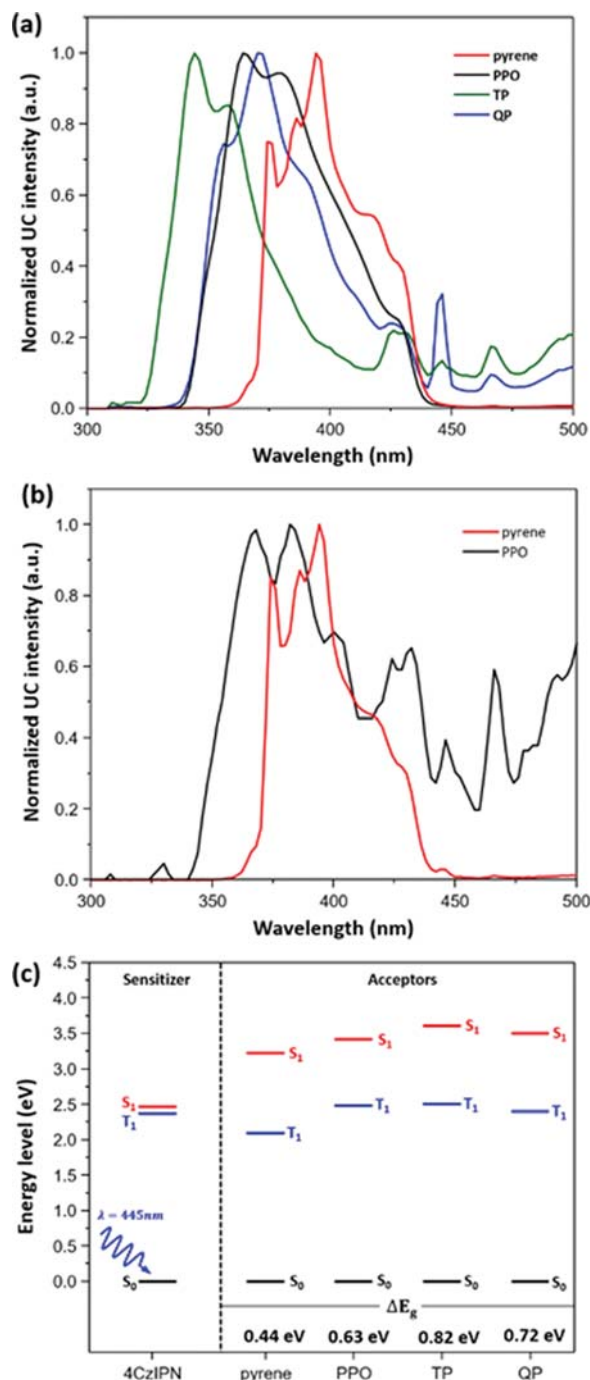 (a)
pyrene
PPO
TP
QP
1.0
0.8
0.6
0.4
0.2
0.0
Normalized UC intensity (a.u.)
300 350 400 450 500
Wavelength (nm)
(b)
pyrene
PPO
1.0
0.8
0.6
0.4
0.2
0.0
Normalized UC intensity (a.u.)
300 350 400 450 500
Wavelength (nm)
(c)
Sensitizer Acceptors
4.5
4.0
3.5
3.0
2.5
2.0
1.5
1.0
0.5
0.0
Energy level (eV)
S₁ S₁ S₁ S₁
S₁
T₁ T₁ T₁ T₁
T₁
λ = 445nm
S₀ S₀ S₀ S₀ S₀
ΔE_g
0.44 eV 0.63 eV 0.82 eV 0.72 eV
4CzIPN pyrene PPO TP QP